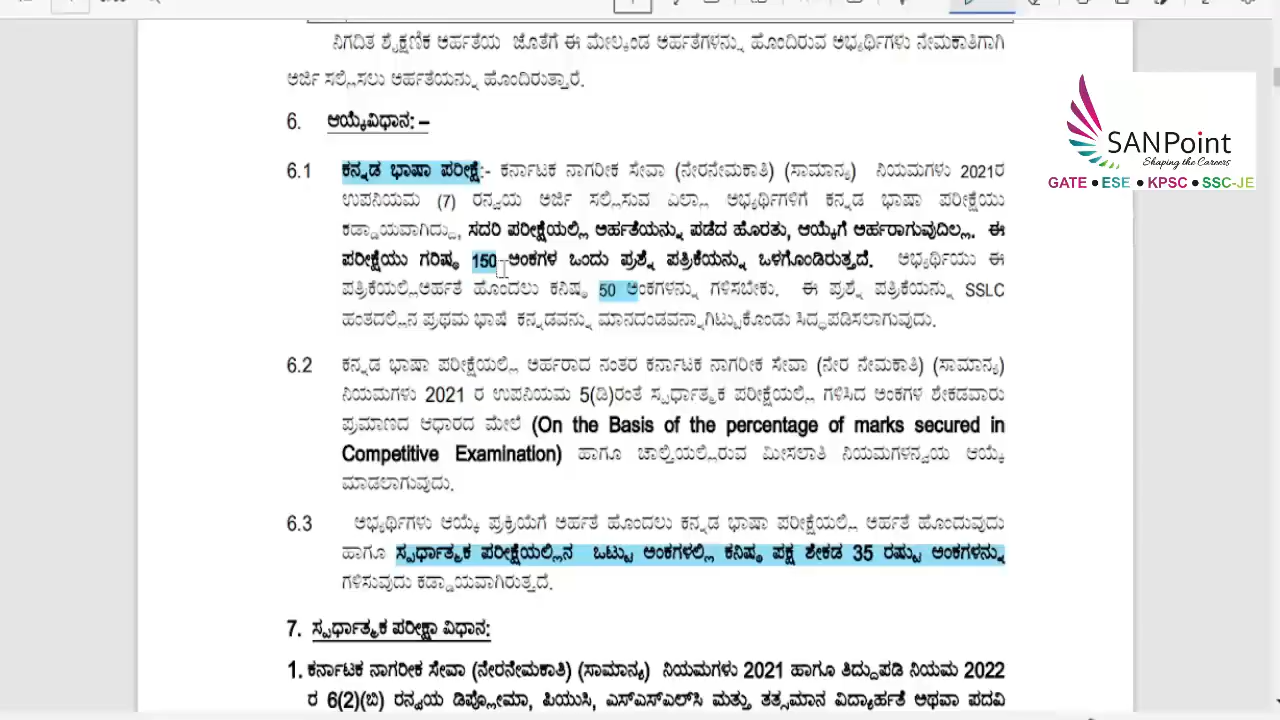 ನಿಗದಿತ ಶೈಕ್ಷಣಿಕ ಅರ್ಹತೆಯ ಜೊತೆಗೆ ಈ ಮೇಲ್ಕಂಡ ಅರ್ಹತೆಗಳನ್ನು ಹೊಂದಿರುವ ಅಭ್ಯರ್ಥಿಗಳು ನೇಮಕಾತಿಗಾಗಿ
ಅರ್ಜಿ ಸಲ್ಲಿಸಲು ಅರ್ಹತೆಯನ್ನು ಹೊಂದಿರುತ್ತಾರೆ.
SANPoint
Shaping the Careers
GATE • ESE • KPSC • SSC-JE
6. ಆಯ್ಕೆವಿಧಾನ: –
6.1 ಕನ್ನಡ ಭಾಷಾ ಪರೀಕ್ಷೆ:- ಕರ್ನಾಟಕ ನಾಗರೀಕ ಸೇವಾ (ನೇರನೇಮಕಾತಿ) (ಸಾಮಾನ್ಯ) ನಿಯಮಗಳು 2021ರ
ಉಪನಿಯಮ (7) ರನ್ವಯ ಅರ್ಜಿ ಸಲ್ಲಿಸುವ ಎಲ್ಲಾ ಅಭ್ಯರ್ಥಿಗಳಿಗೆ ಕನ್ನಡ ಭಾಷಾ ಪರೀಕ್ಷೆಯು
ಕಡ್ಡಾಯವಾಗಿದ್ದು, ಸದರಿ ಪರೀಕ್ಷೆಯಲ್ಲಿ ಅರ್ಹತೆಯನ್ನು ಪಡೆದ ಹೊರತು, ಆಯ್ಕೆಗೆ ಅರ್ಹರಾಗುವುದಿಲ್ಲ. ಈ
ಪರೀಕ್ಷೆಯು ಗರಿಷ್ಠ 150 ಅಂಕಗಳ ಒಂದು ಪ್ರಶ್ನೆ ಪತ್ರಿಕೆಯನ್ನು ಒಳಗೊಂಡಿರುತ್ತದೆ. ಅಭ್ಯರ್ಥಿಯು ಈ
ಪತ್ರಿಕೆಯಲ್ಲಿ ಅರ್ಹತೆ ಹೊಂದಲು ಕನಿಷ್ಠ 50 ಅಂಕಗಳನ್ನು ಗಳಿಸಬೇಕು. ಈ ಪ್ರಶ್ನೆ ಪತ್ರಿಕೆಯನ್ನು SSLC
ಹಂತದಲ್ಲಿನ ಪ್ರಥಮ ಭಾಷೆ ಕನ್ನಡವನ್ನು ಮಾನದಂಡವನ್ನಾಗಿಟ್ಟುಕೊಂಡು ಸಿದ್ಧಪಡಿಸಲಾಗುವುದು.
6.2 ಕನ್ನಡ ಭಾಷಾ ಪರೀಕ್ಷೆಯಲ್ಲಿ ಅರ್ಹರಾದ ನಂತರ ಕರ್ನಾಟಕ ನಾಗರೀಕ ಸೇವಾ (ನೇರ ನೇಮಕಾತಿ) (ಸಾಮಾನ್ಯ)
ನಿಯಮಗಳು 2021 ರ ಉಪನಿಯಮ 5(ಡಿ)ರಂತೆ ಸ್ಪರ್ಧಾತ್ಮಕ ಪರೀಕ್ಷೆಯಲ್ಲಿ ಗಳಿಸಿದ ಅಂಕಗಳ ಶೇಕಡವಾರು
ಪ್ರಮಾಣದ ಆಧಾರದ ಮೇಲೆ (On the Basis of the percentage of marks secured in
Competitive Examination) ಹಾಗೂ ಚಾಲ್ತಿಯಲ್ಲಿರುವ ಮೀಸಲಾತಿ ನಿಯಮಗಳನ್ವಯ ಆಯ್ಕೆ
ಮಾಡಲಾಗುವುದು.
6.3 ಅಭ್ಯರ್ಥಿಗಳು ಆಯ್ಕೆ ಪ್ರಕ್ರಿಯೆಗೆ ಅರ್ಹತೆ ಹೊಂದಲು ಕನ್ನಡ ಭಾಷಾ ಪರೀಕ್ಷೆಯಲ್ಲಿ ಅರ್ಹತೆ ಹೊಂದುವುದು
ಹಾಗೂ ಸ್ಪರ್ಧಾತ್ಮಕ ಪರೀಕ್ಷೆಯಲ್ಲಿನ ಒಟ್ಟು ಅಂಕಗಳಲ್ಲಿ ಕನಿಷ್ಠ ಪಕ್ಷ ಶೇಕಡ 35 ರಷ್ಟು ಅಂಕಗಳನ್ನು
ಗಳಿಸುವುದು ಕಡ್ಡಾಯವಾಗಿರುತ್ತದೆ.
7. ಸ್ಪರ್ಧಾತ್ಮಕ ಪರೀಕ್ಷಾ ವಿಧಾನ:
1. ಕರ್ನಾಟಕ ನಾಗರೀಕ ಸೇವಾ (ನೇರನೇಮಕಾತಿ) (ಸಾಮಾನ್ಯ) ನಿಯಮಗಳು 2021 ಹಾಗೂ ತಿದ್ದುಪಡಿ ನಿಯಮ 2022
ರ 6(2)(ಬಿ) ರನ್ವಯ ಡಿಪ್ಲೋಮಾ, ಪಿಯುಸಿ, ಎಸ್‌ಎಸ್‌ಎಲ್‌ಸಿ ಮತ್ತು ತತ್ಸಮಾನ ವಿದ್ಯಾರ್ಹತೆ ಅಥವಾ ಪದವಿ